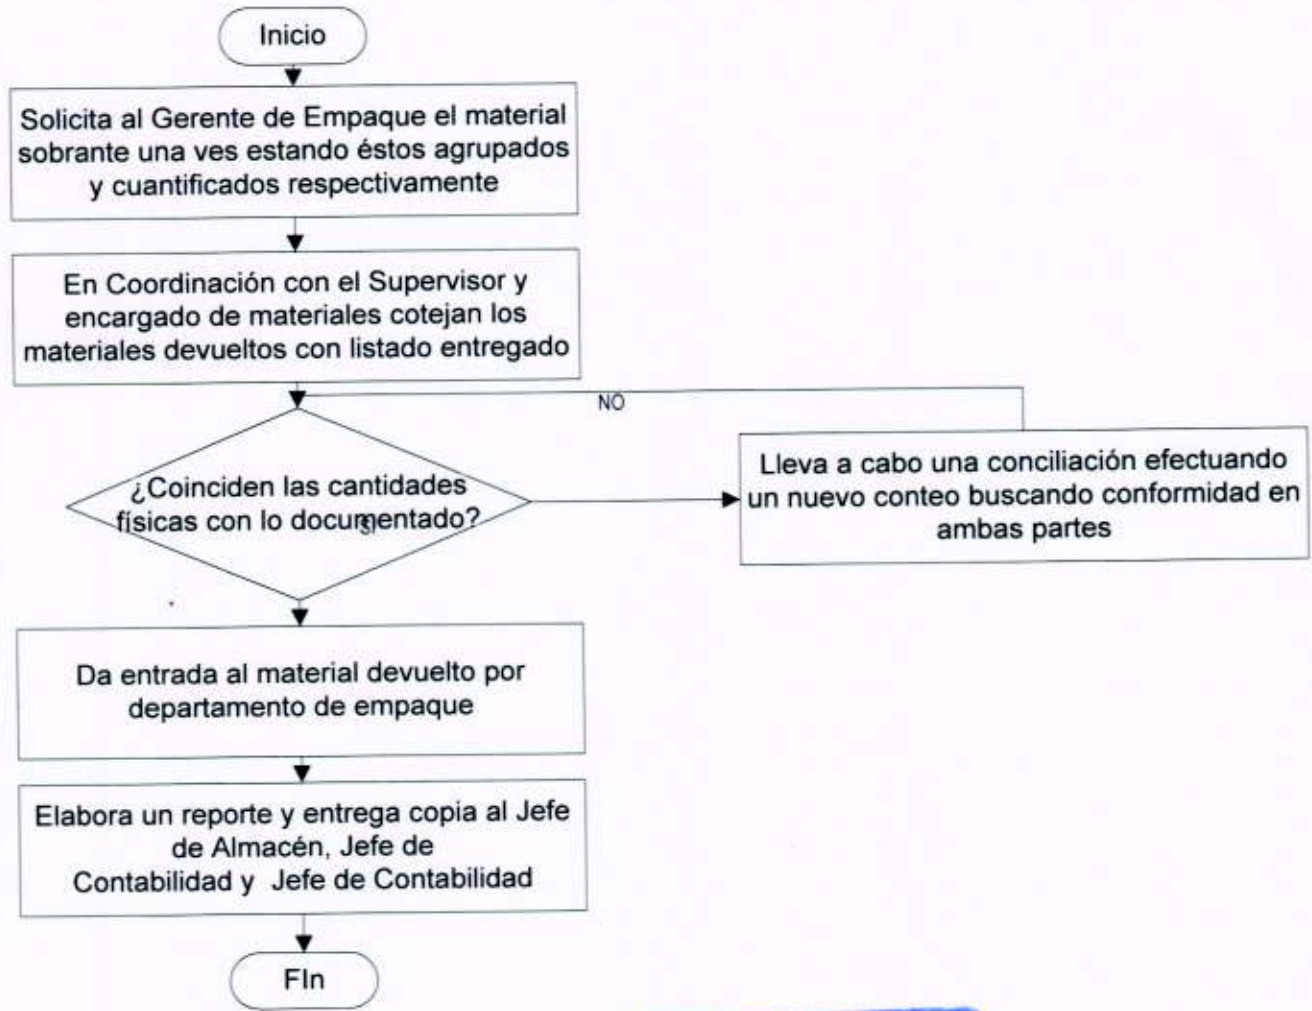 Inicio
Solicita al Gerente de Empaque el material
sobrante una ves estando éstos agrupados
y cuantificados respectivamente
En Coordinación con el Supervisor y
encargado de materiales cotejan los
materiales devueltos con listado entregado
NO
¿Coinciden las cantidades
físicas con lo documentado?
SI
Lleva a cabo una conciliación efectuando
un nuevo conteo buscando conformidad en
ambas partes
Da entrada al material devuelto por
departamento de empaque
Elabora un reporte y entrega copia al Jefe
de Almacén, Jefe de
Contabilidad y Jefe de Contabilidad
FIn